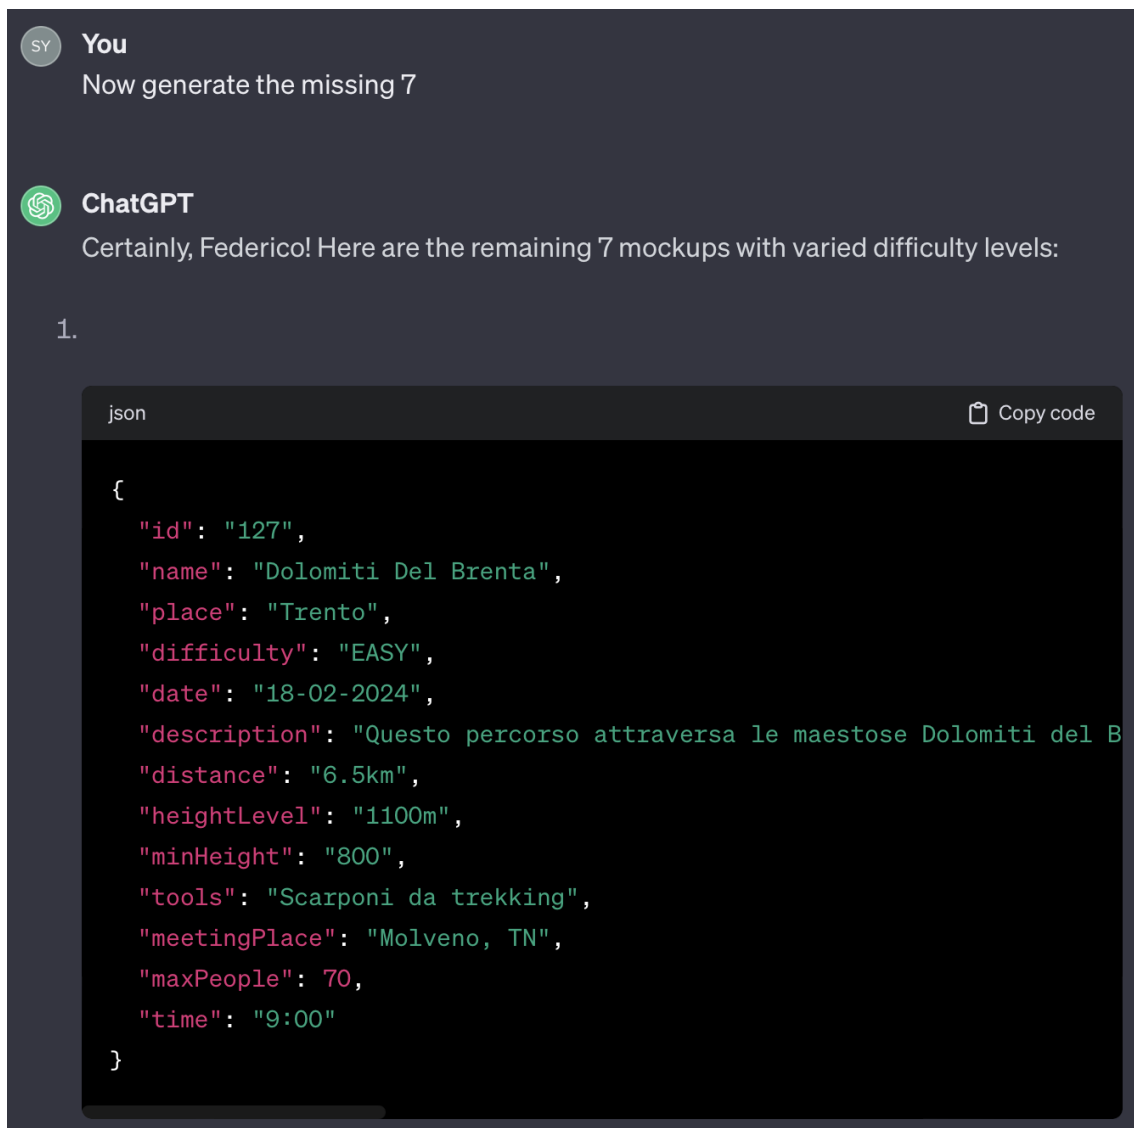 SY
You
Now generate the missing 7
ChatGPT
Certainly, Federico! Here are the remaining 7 mockups with varied difficulty levels:
1.
json
Copy code
{
"id": "127",
"name": "Dolomiti Del Brenta",
"place": "Trento",
"difficulty": "EASY",
"date": "18-02-2024",
"description": "Questo percorso attraversa le maestose Dolomiti del B
"distance": "6.5km",
"heightLevel": "1100m",
"minHeight": "800",
"tools": "Scarponi da trekking",
"meetingPlace": "Molveno, TN",
"maxPeople": 70,
"time": "9:00"
}